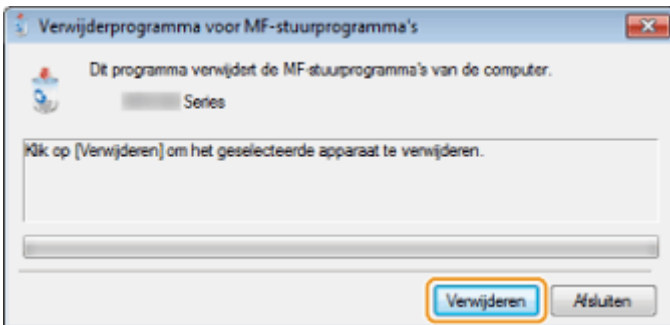 Verwijderprogramma voor MF-stuurprogramma's
Dit programma verwijdert de MF-stuurprogramma's van de computer.
Series
Klik op [Verwijderen] om het geselecteerde apparaat te verwijderen.
Verwijderen
Afsluiten